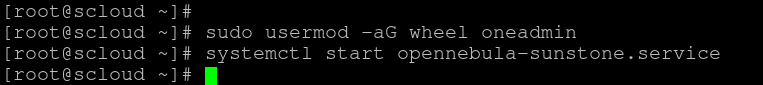 [root@scloud ~]#
[root@scloud ~]# sudo usermod -aG wheel oneadmin
[root@scloud ~]# systemctl start opennebula-sunstone.service
[root@scloud ~]#